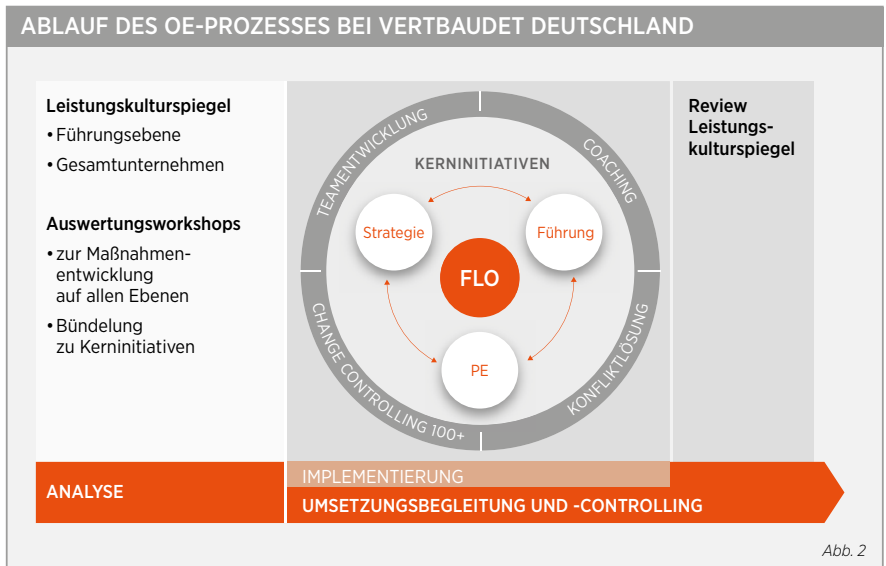 ABLAUF DES OE-PROZESSES BEI VERTBAUDET DEUTSCHLAND
Leistungskulturspiegel
• Führungsebene
• Gesamtunternehmen
Auswertungsworkshops
• zur Maßnahmen-
entwicklung
auf allen Ebenen
• Bündelung
zu Kerninitiativen
TEAMENTWICKLUNG
COACHING
KERNINITIATIVEN
Strategie
Führung
FLO
PE
CHANGE CONTROLLING 100+
KONFLIKTLÖSUNG
Review
Leistungs-
kulturspiegel
ANALYSE
IMPLEMENTIERUNG
UMSETZUNGSBEGLEITUNG UND -CONTROLLING
Abb. 2